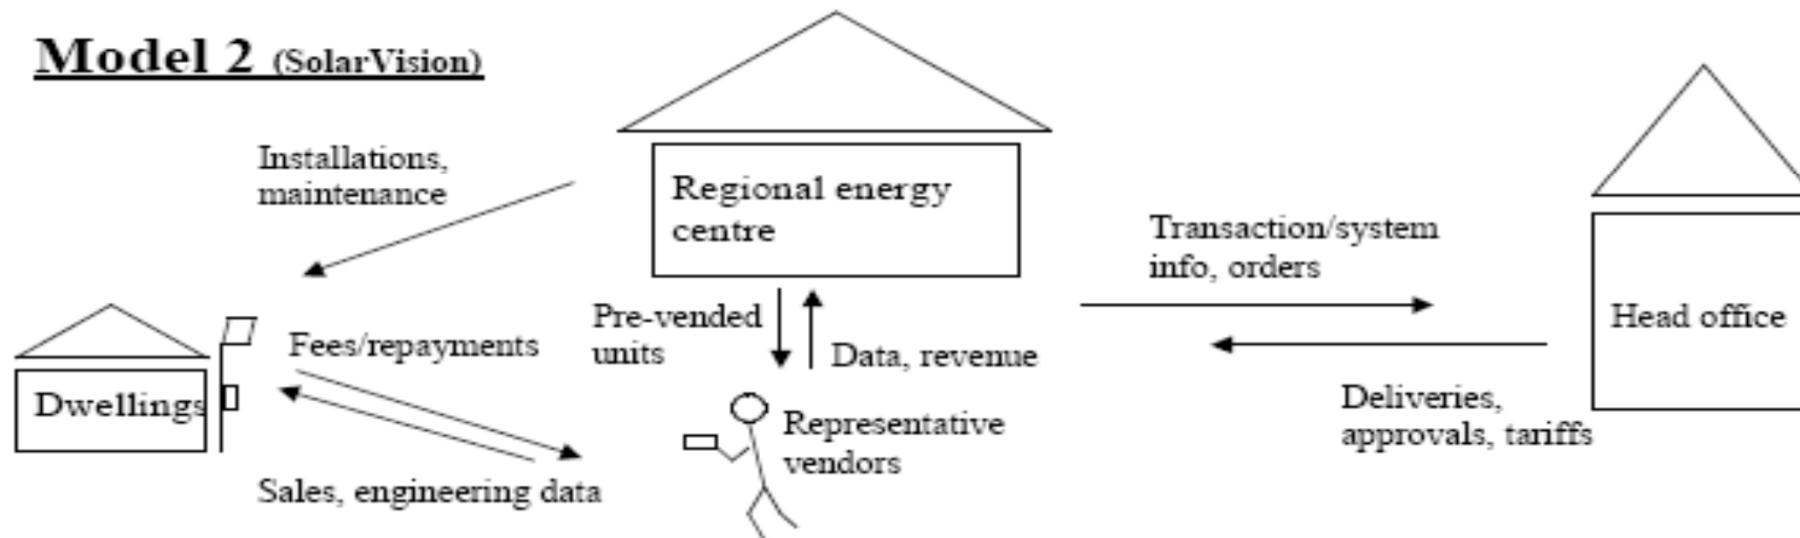 Model 2 (SolarVision)
Installations,
maintenance
Regional energy
centre
Transaction/system
info, orders
Head office
Pre-vended
units
Data, revenue
Fees/repayments
Dwellings
Deliveries,
approvals, tariffs
Representative
vendors
Sales, engineering data